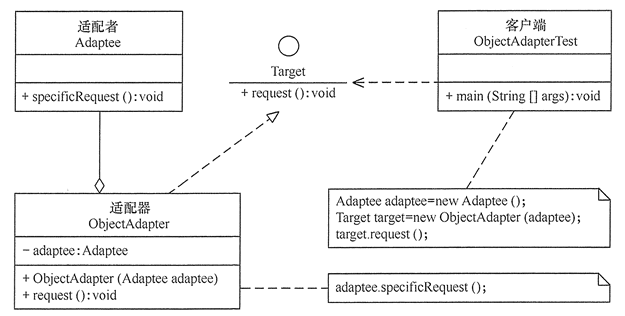 适配者
Adaptee
+ specificRequest ():void
Target
+ request ():void
客户端
ObjectAdapterTest
+ main (String [] args):void
适配器
ObjectAdapter
− adaptee:Adaptee
+ ObjectAdapter (Adaptee adaptee)
+ request ():void
Adaptee adaptee=new Adaptee ();
Target target=new ObjectAdapter (adaptee);
target.request ();
adaptee.specificRequest ();